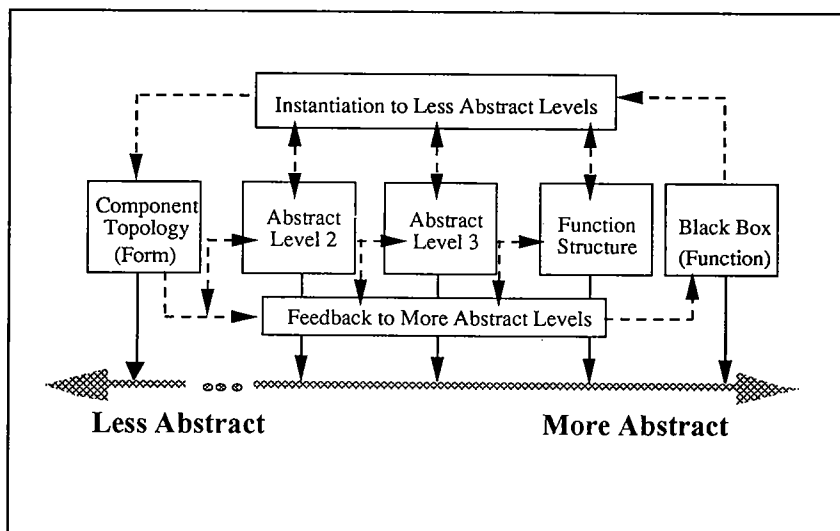 Instantiation to Less Abstract Levels
Component
Topology
(Form)
Abstract
Level 2
Abstract
Level 3
Function
Structure
Black Box
(Function)
Feedback to More Abstract Levels
Less Abstract
More Abstract